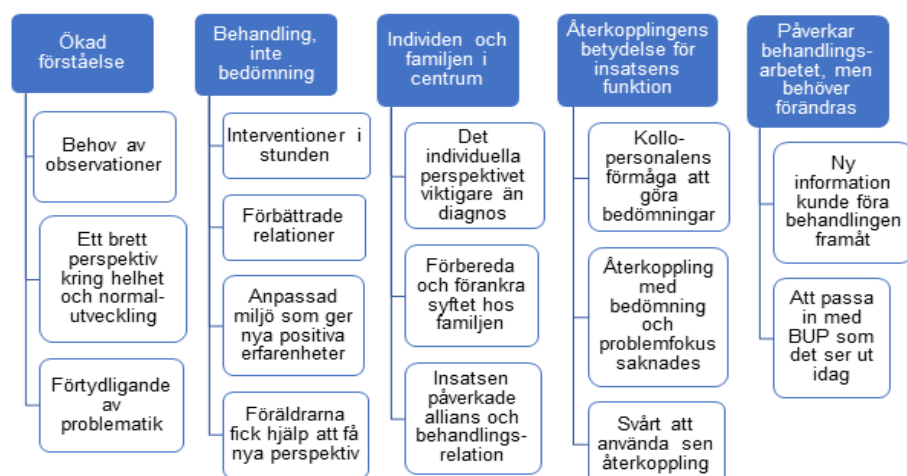 Ökad
förståelse
Behov av
observationer
Ett brett
perspektiv
kring helhet
och normal-
utveckling
Förtydligande
av
problematik
Behandling,
inte
bedömning
Interventioner i
stunden
Förbättrade
relationer
Anpassad
miljö som ger
nya positiva
erfarenheter
Föräldrarna
fick hjälp att få
nya perspektiv
Individen och
familjen i
centrum
Det
individuella
perspektivet
viktigare än
diagnos
Förbereda
och förankra
syftet hos
familjen
Insatsen
påverkade
allians och
behandlings-
relation
Återkopplingens
betydelse för
insatsens
funktion
Kollo-
personalens
förmåga att
göra
bedömningar
Återkoppling
med
bedömning
och
problemfokus
saknades
Svårt att
använda sen
återkoppling
Påverkar
behandlings-
arbetet, men
behöver
förändras
Ny
information
kunde föra
behandlingen
framåt
Att passa
in med
BUP som
det ser ut
idag